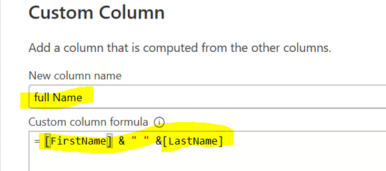 Custom Column
Add a column that is computed from the other columns.
New column name
full Name
Custom column formula ⓘ
= [FirstName] & " " &[LastName]